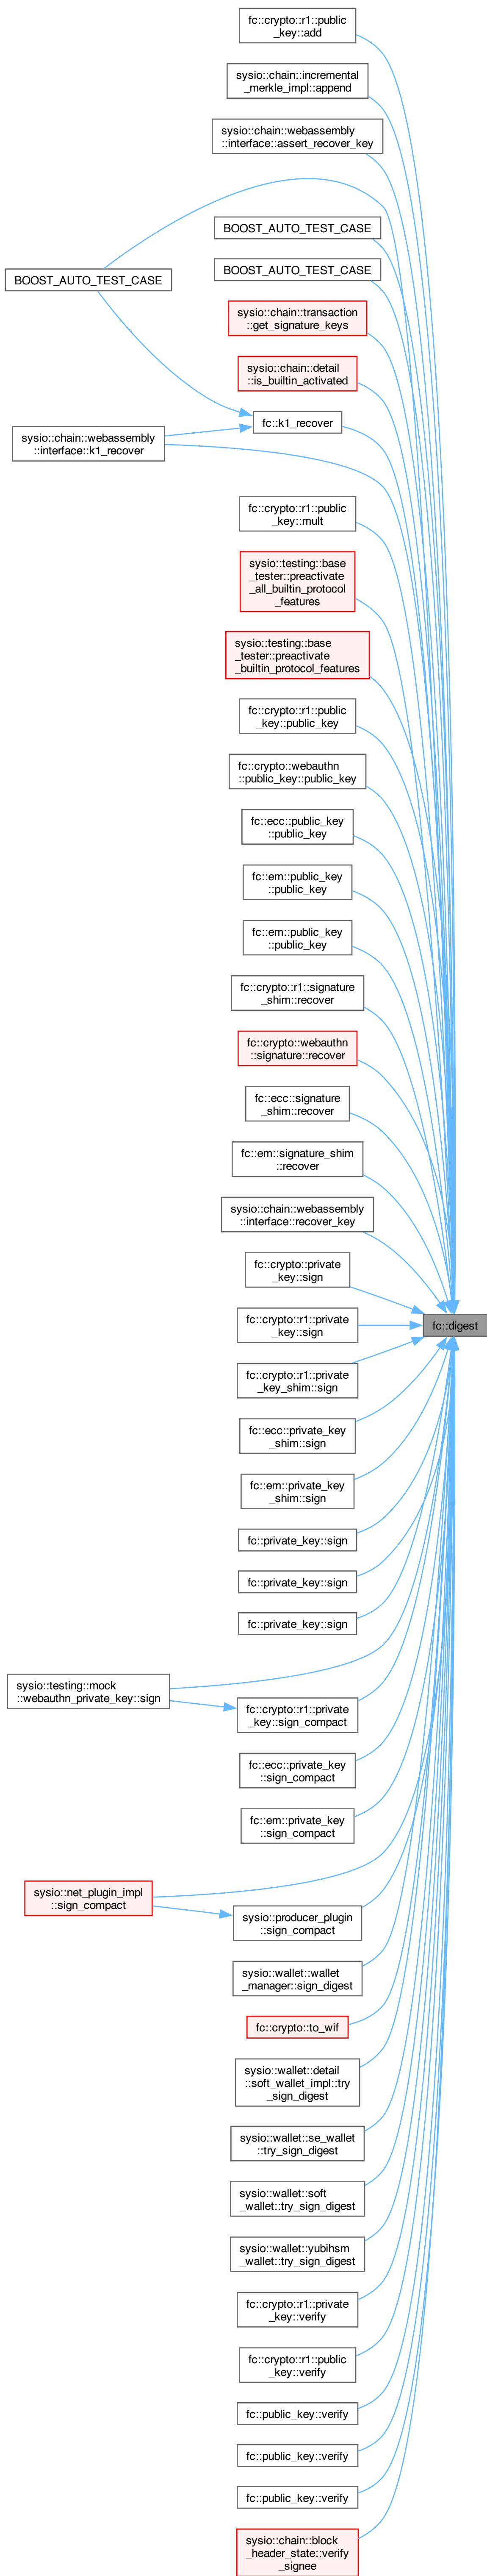 fc::crypto::r1::public
_key::add
sysio::chain::incremental
_merkle_impl::append
sysio::chain::webassembly
::interface::assert_recover_key
BOOST_AUTO_TEST_CASE
BOOST_AUTO_TEST_CASE
BOOST_AUTO_TEST_CASE
sysio::chain::transaction
::get_signature_keys
sysio::chain::detail
::is_builtin_activated
fc::k1_recover
sysio::chain::webassembly
::interface::k1_recover
fc::crypto::r1::public
_key::mult
sysio::testing::base
_tester::preactivate
_all_builtin_protocol
_features
sysio::testing::base
_tester::preactivate
_builtin_protocol_features
fc::crypto::r1::public
_key::public_key
fc::crypto::webauthn
::public_key::public_key
fc::ecc::public_key
::public_key
fc::em::public_key
::public_key
fc::em::public_key
::public_key
fc::crypto::r1::signature
_shim::recover
fc::crypto::webauthn
::signature::recover
fc::ecc::signature
_shim::recover
fc::em::signature_shim
::recover
sysio::chain::webassembly
::interface::recover_key
fc::crypto::private
_key::sign
fc::digest
fc::crypto::r1::private
_key::sign
fc::crypto::r1::private
_key_shim::sign
fc::ecc::private_key
_shim::sign
fc::em::private_key
_shim::sign
fc::private_key::sign
fc::private_key::sign
fc::private_key::sign
sysio::testing::mock
::webauthn_private_key::sign
fc::crypto::r1::private
_key::sign_compact
fc::ecc::private_key
::sign_compact
fc::em::private_key
::sign_compact
sysio::net_plugin_impl
::sign_compact
sysio::producer_plugin
::sign_compact
sysio::wallet::wallet
_manager::sign_digest
fc::crypto::to_wif
sysio::wallet::detail
::soft_wallet_impl::try
_sign_digest
sysio::wallet::se_wallet
::try_sign_digest
sysio::wallet::soft
_wallet::try_sign_digest
sysio::wallet::yubihsm
_wallet::try_sign_digest
fc::crypto::r1::private
_key::verify
fc::crypto::r1::public
_key::verify
fc::public_key::verify
fc::public_key::verify
fc::public_key::verify
sysio::chain::block
_header_state::verify
_signee